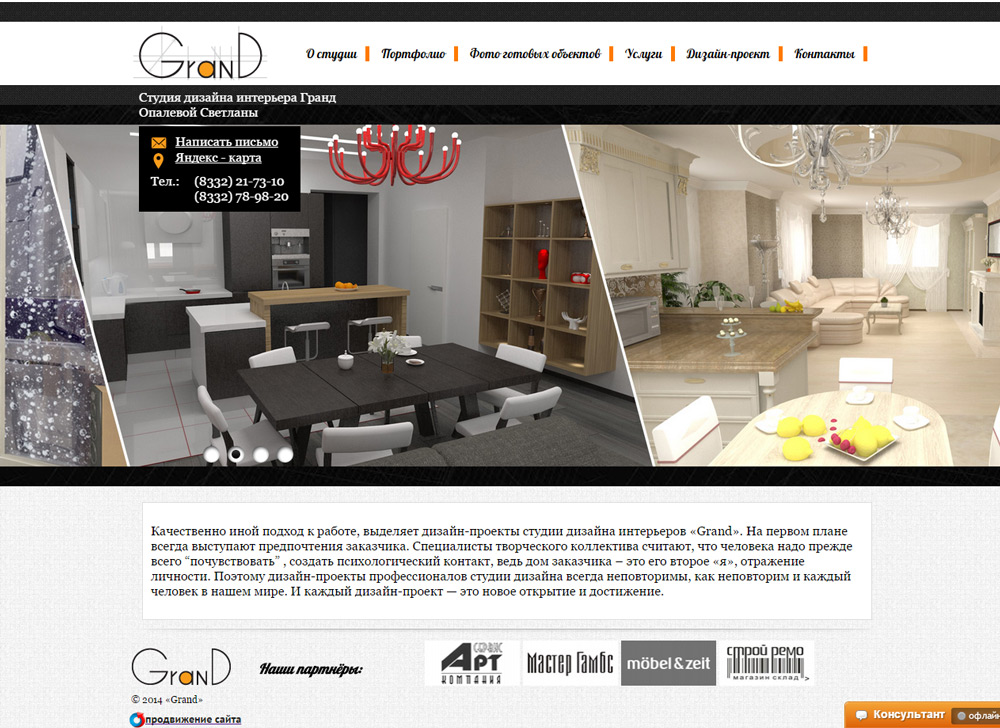 GranD
О студии
Портфолио
Фото готовых объектов
Услуги
Дизайн-проект
Контакты
Студия дизайна интерьера Гранд
Опалевой Светланы
Написать письмо
Яндекс - карта
Тел.: (8332) 21-73-10
(8332) 78-98-20
Качественно иной подход к работе, выделяет дизайн-проекты студии дизайна интерьеров «Grand». На первом плане
всегда выступают предпочтения заказчика. Специалисты творческого коллектива считают, что человека надо прежде
всего “почувствовать” , создать психологический контакт, ведь дом заказчика – это его второе «я», отражение
личности. Поэтому дизайн-проекты профессионалов студии дизайна всегда неповторимы, как неповторим и каждый
человек в нашем мире. И каждый дизайн-проект — это новое открытие и достижение.
GranD
Наши партнёры:
СЕРВИС
АРТ
КОМПАНИЯ
Мастер Гамбс
möbel&zeit
строй ремо
магазин склад
© 2014 «Grand»
продвижение сайта
Консультант
офлай